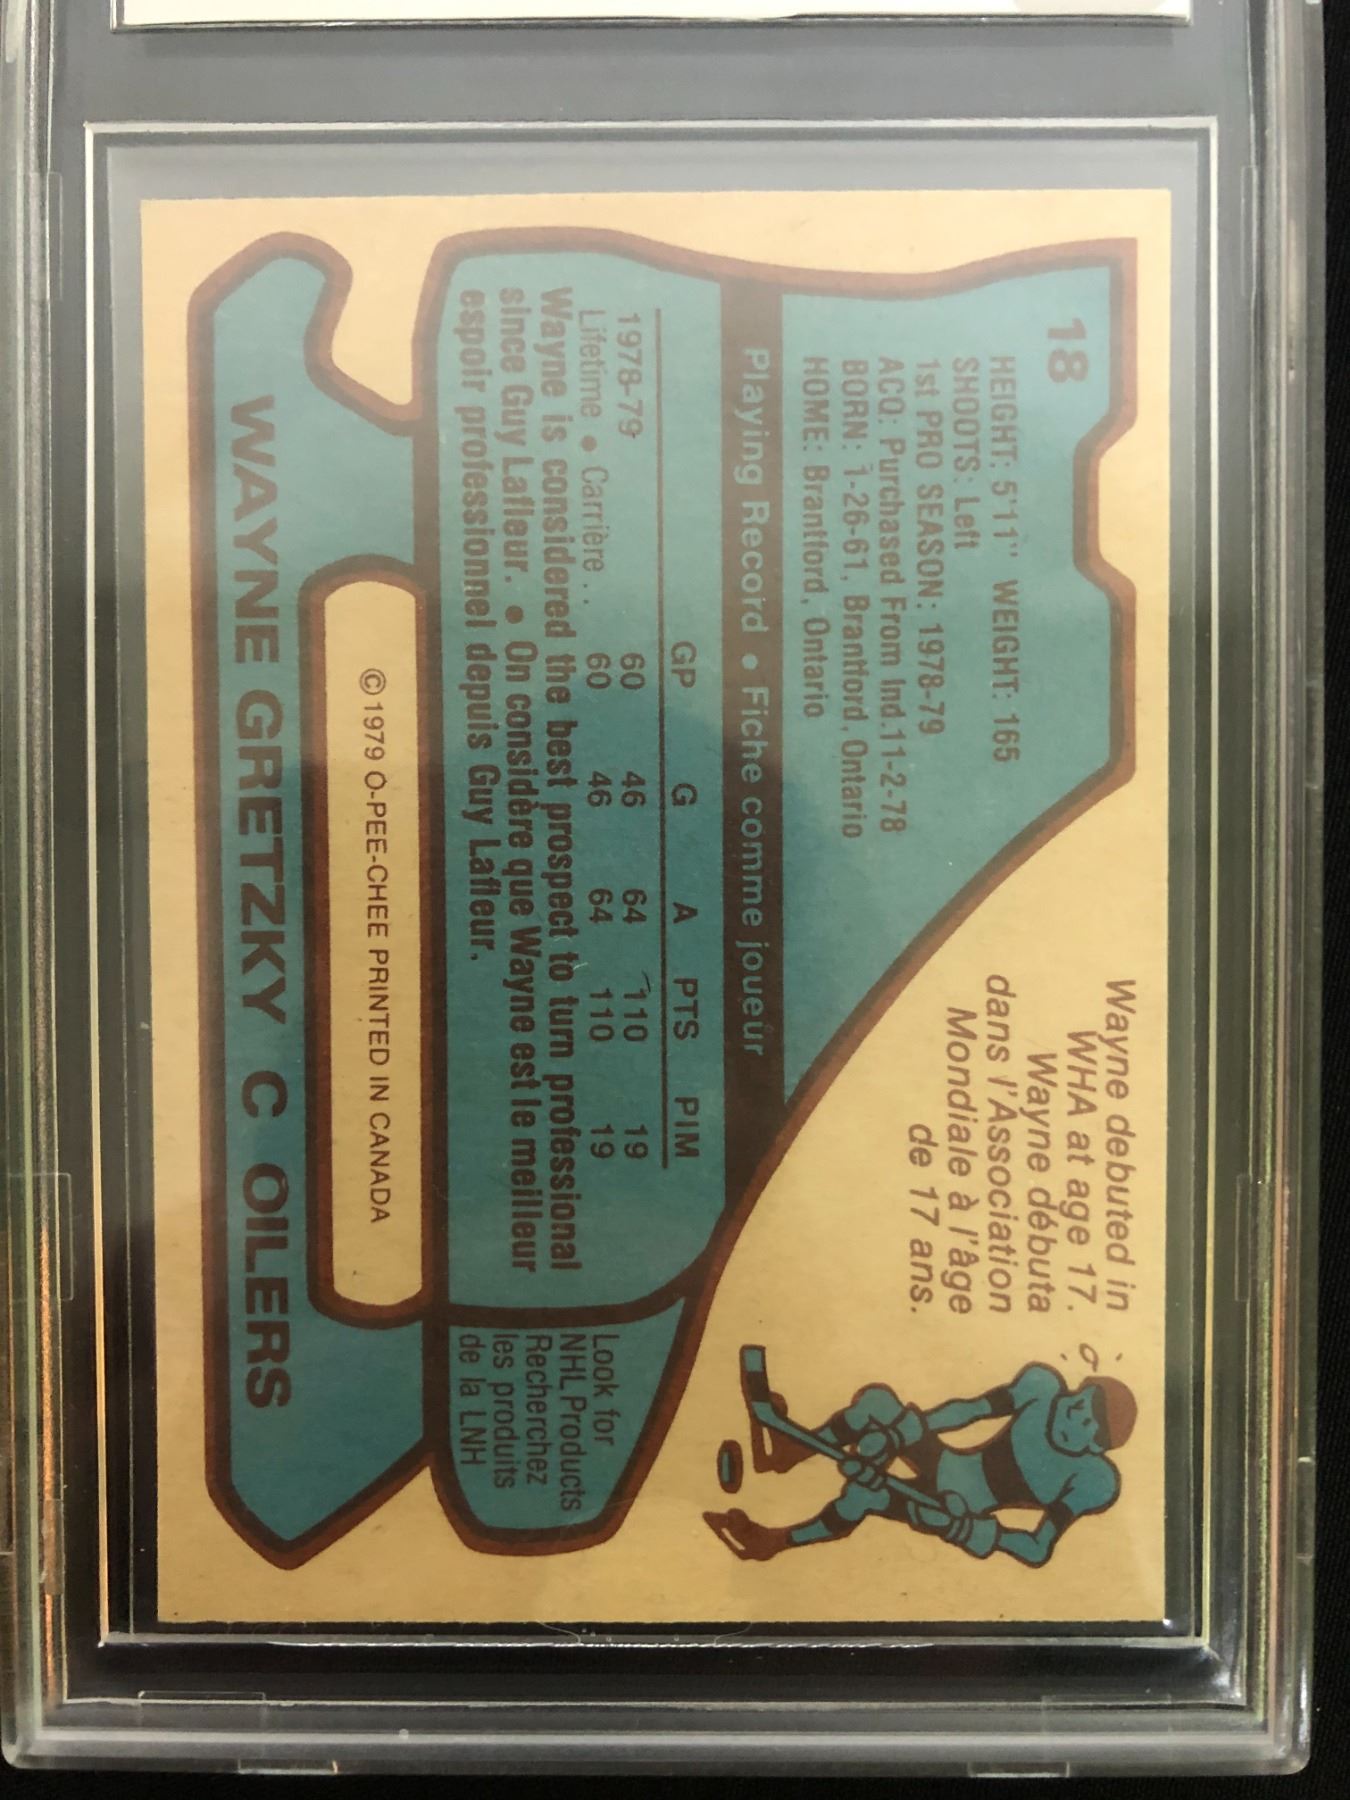 18
HEIGHT: 5'11" WEIGHT: 165
SHOOTS: Left
1st PRO SEASON: 1978-79
ACQ: Purchased From Ind.11-2-78
BORN: 1-26-61, Brantford, Ontario
HOME: Brantford, Ontario
Wayne debuted in
WHA at age 17.
Wayne débuta
dans l'Association
Mondiale à l'âge
de 17 ans.
Playing Record • Fiche comme joueur
GP G A PTS PIM
1978-79 60 46 64 110 19
Lifetime • Carrière... 60 46 64 110 19
Wayne is considered the best prospect to turn professional
since Guy Lafleur. • On considère que Wayne est le meilleur
espoir professionnel depuis Guy Lafleur.
Look for
NHL Products
Recherchez
les produits
de la LNH
© 1979 O-PEE-CHEE PRINTED IN CANADA
WAYNE GRETZKY C OILERS